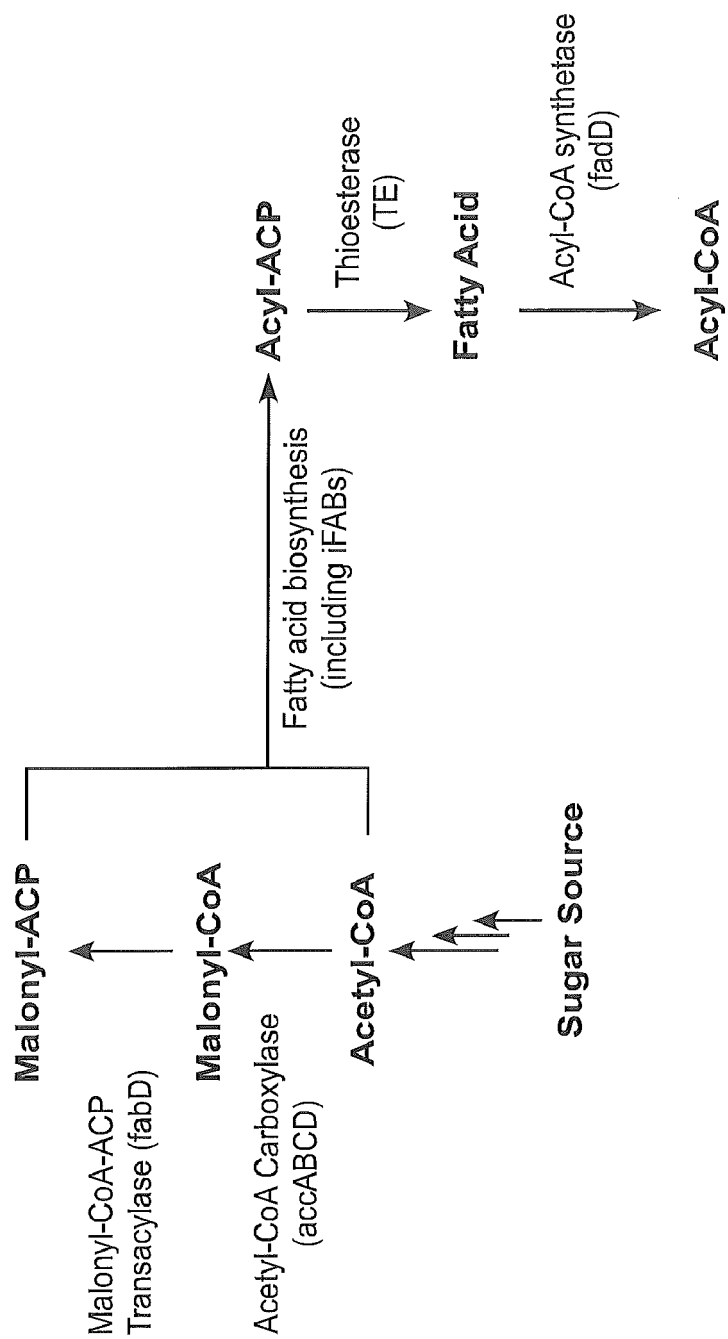 Malonyl-CoA-ACP
Transacylase (fabD)
Malonyl-ACP
Acetyl-CoA Carboxylase
(accABCD)
Malonyl-CoA
Acetyl-CoA
Sugar Source
Fatty acid biosynthesis
(including iFABs)
Acyl-ACP
Thioesterase
(TE)
Fatty Acid
Acyl-CoA synthetase
(fadD)
Acyl-CoA